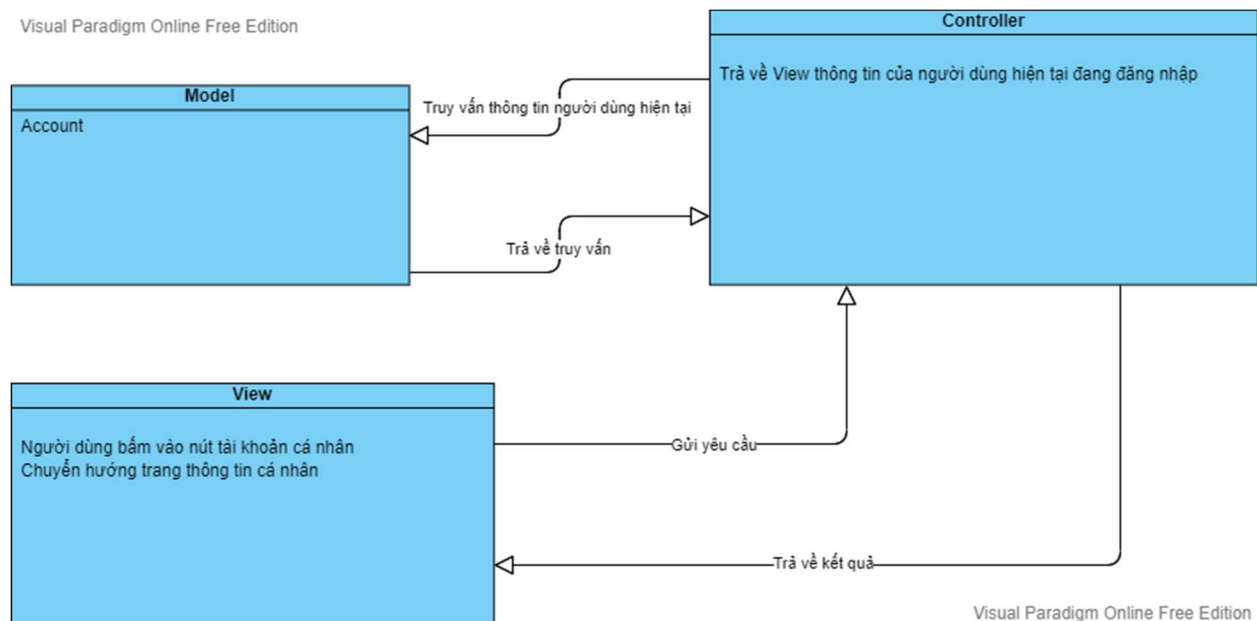 Visual Paradigm Online Free Edition
Controller
Trả về View thông tin của người dùng hiện tại đang đăng nhập
Model
Account
Truy vấn thông tin người dùng hiện tại
Trả về truy vấn
View
Người dùng bấm vào nút tài khoản cá nhân
Chuyển hướng trang thông tin cá nhân
Gửi yêu cầu
Trả về kết quả
Visual Paradigm Online Free Edition